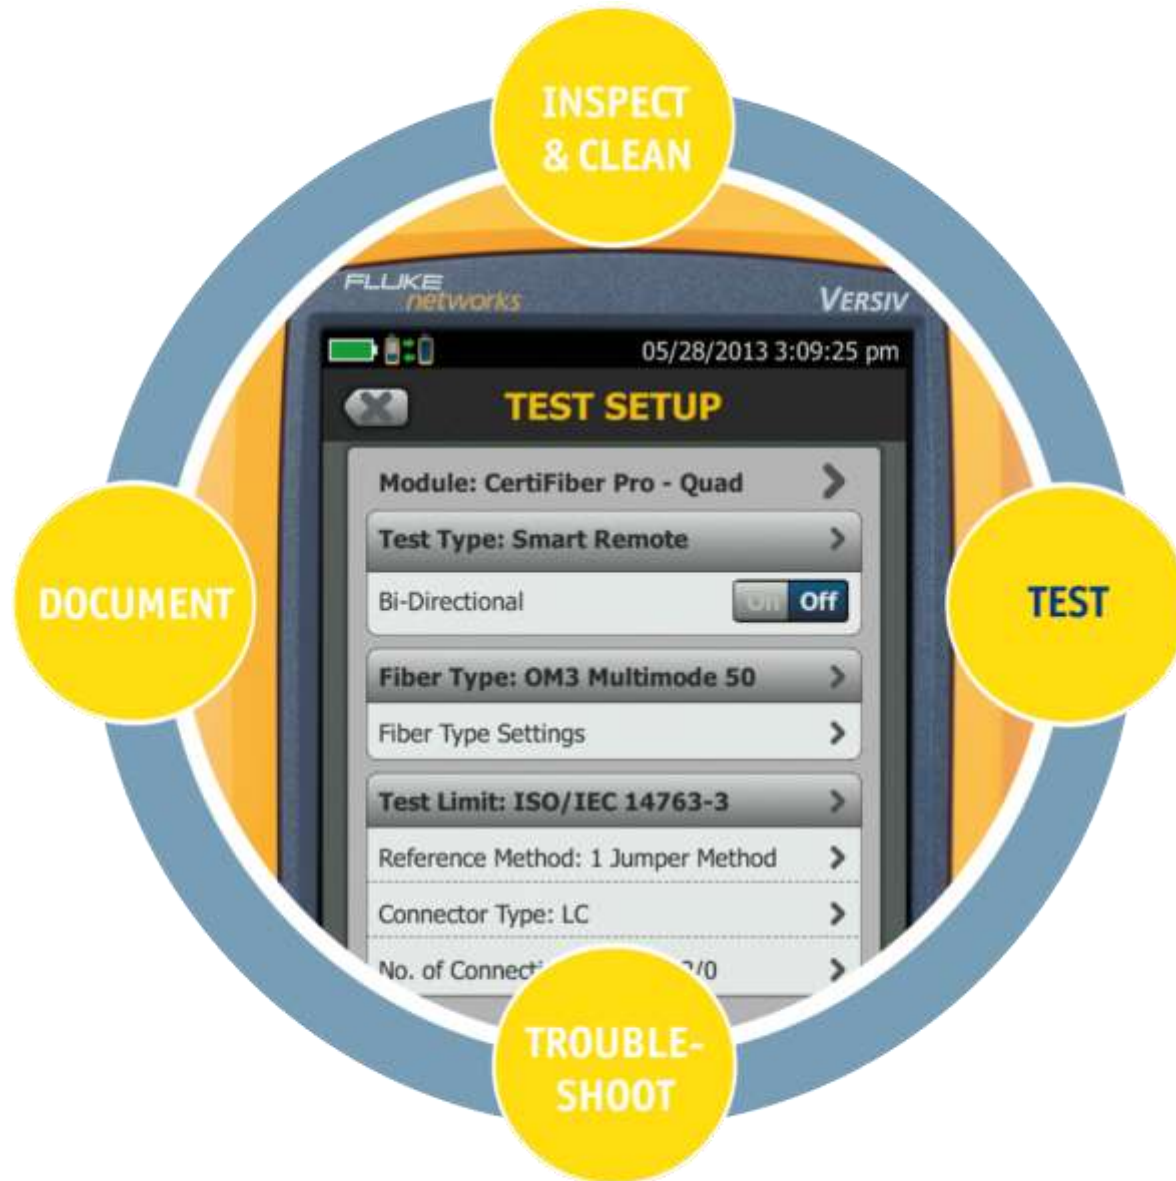 INSPECT
& CLEAN
FLUKE
networks
VERSIV
05/28/2013 3:09:25 pm
TEST SETUP
Module: CertiFiber Pro - Quad
Test Type: Smart Remote
Bi-Directional
On Off
Fiber Type: OM3 Multimode 50
Fiber Type Settings
Test Limit: ISO/IEC 14763-3
Reference Method: 1 Jumper Method
Connector Type: LC
No. of
DOCUMENT
TEST
TROUBLE-
SHOOT